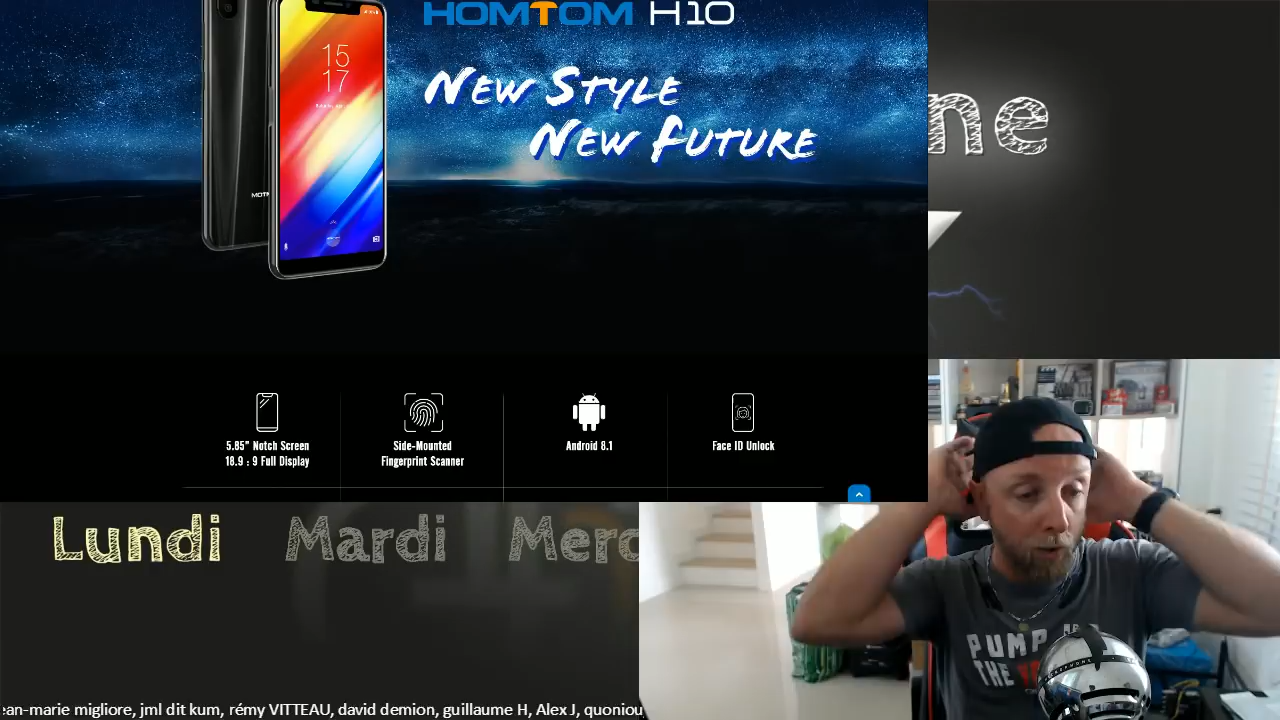 HOMTOM H10
15
17
NEW STYLE
NEW FUTURE
ne
5.85" Notch Screen
18.9 : 9 Full Display
Side-Mounted
Fingerprint Scanner
Android 8.1
Face ID Unlock
Lundi Mardi Merc
ean-marie migliore, jml dit kum, rémy VITTEAU, david demion, guillaume H, Alex J, quoniou
PUMP
THE